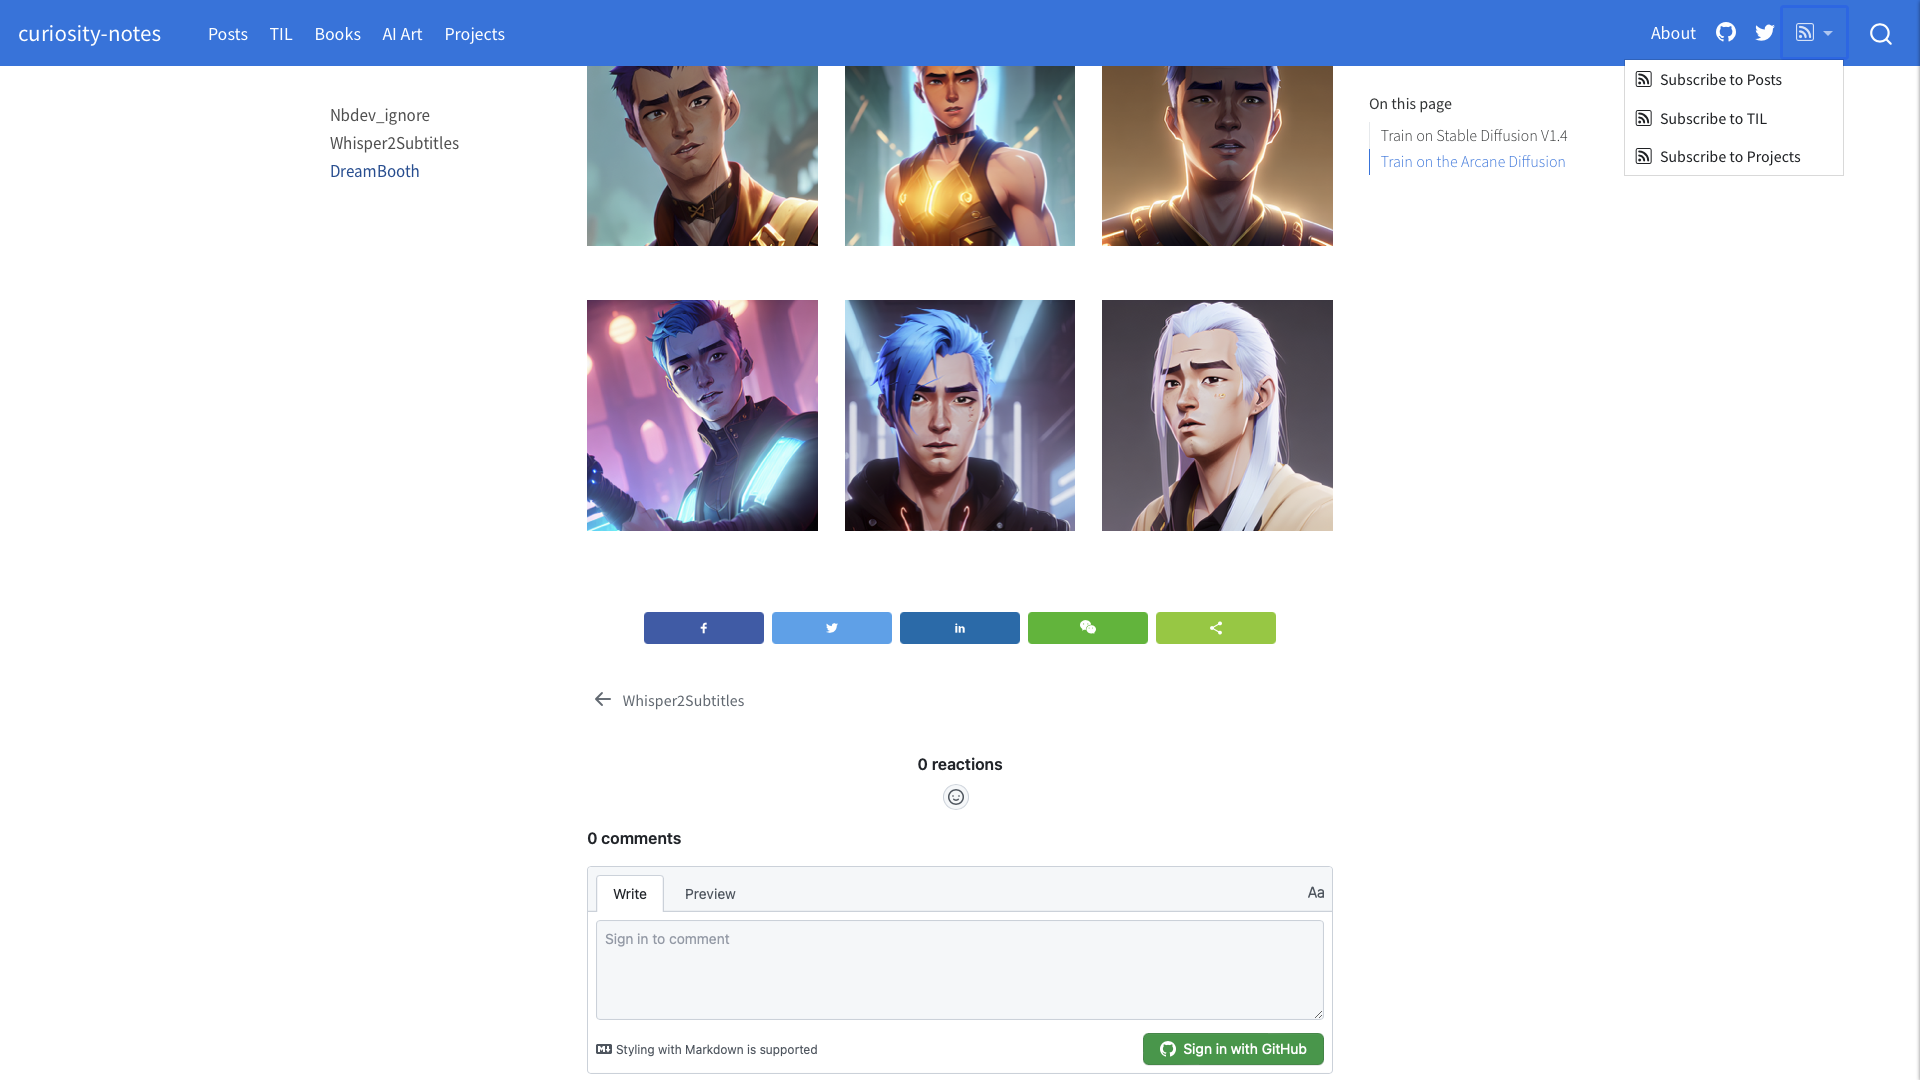 curiosity-notes
Posts
TIL
Books
AI Art
Projects
About
Subscribe to Posts
Subscribe to TIL
Subscribe to Projects
Nbdev_ignore
Whisper2Subtitles
DreamBooth
On this page
Train on Stable Diffusion V1.4
Train on the Arcane Diffusion
Whisper2Subtitles
0 reactions
0 comments
Write
Preview
Aa
Sign in to comment
Styling with Markdown is supported
Sign in with GitHub